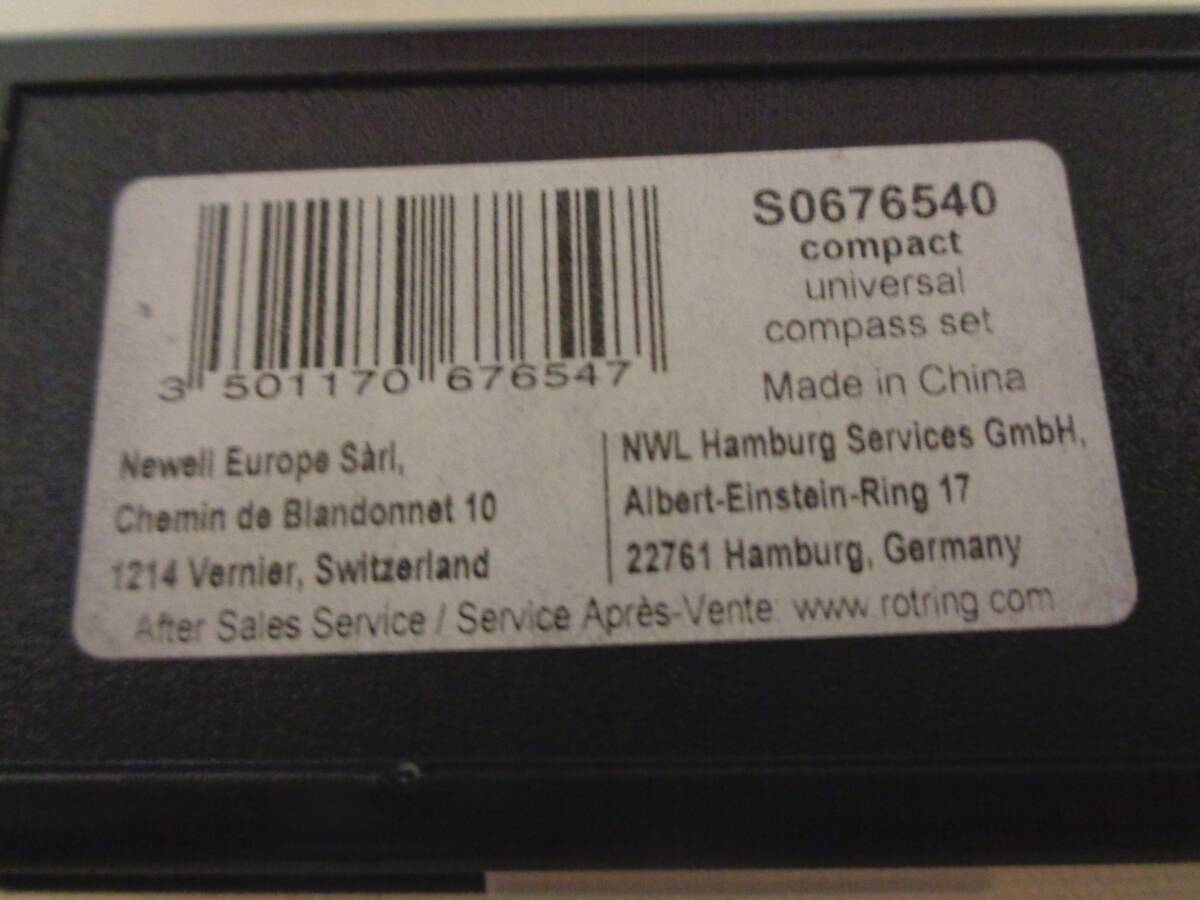 3 501170 676547
S0676540
compact
universal
compass set
Made in China
Newell Europe Sàrl,
Chemin de Blandonnet 10
1214 Vernier, Switzerland
NWL Hamburg Services GmbH,
Albert-Einstein-Ring 17
22761 Hamburg, Germany
After Sales Service / Service Après-Vente: www.rotring.com